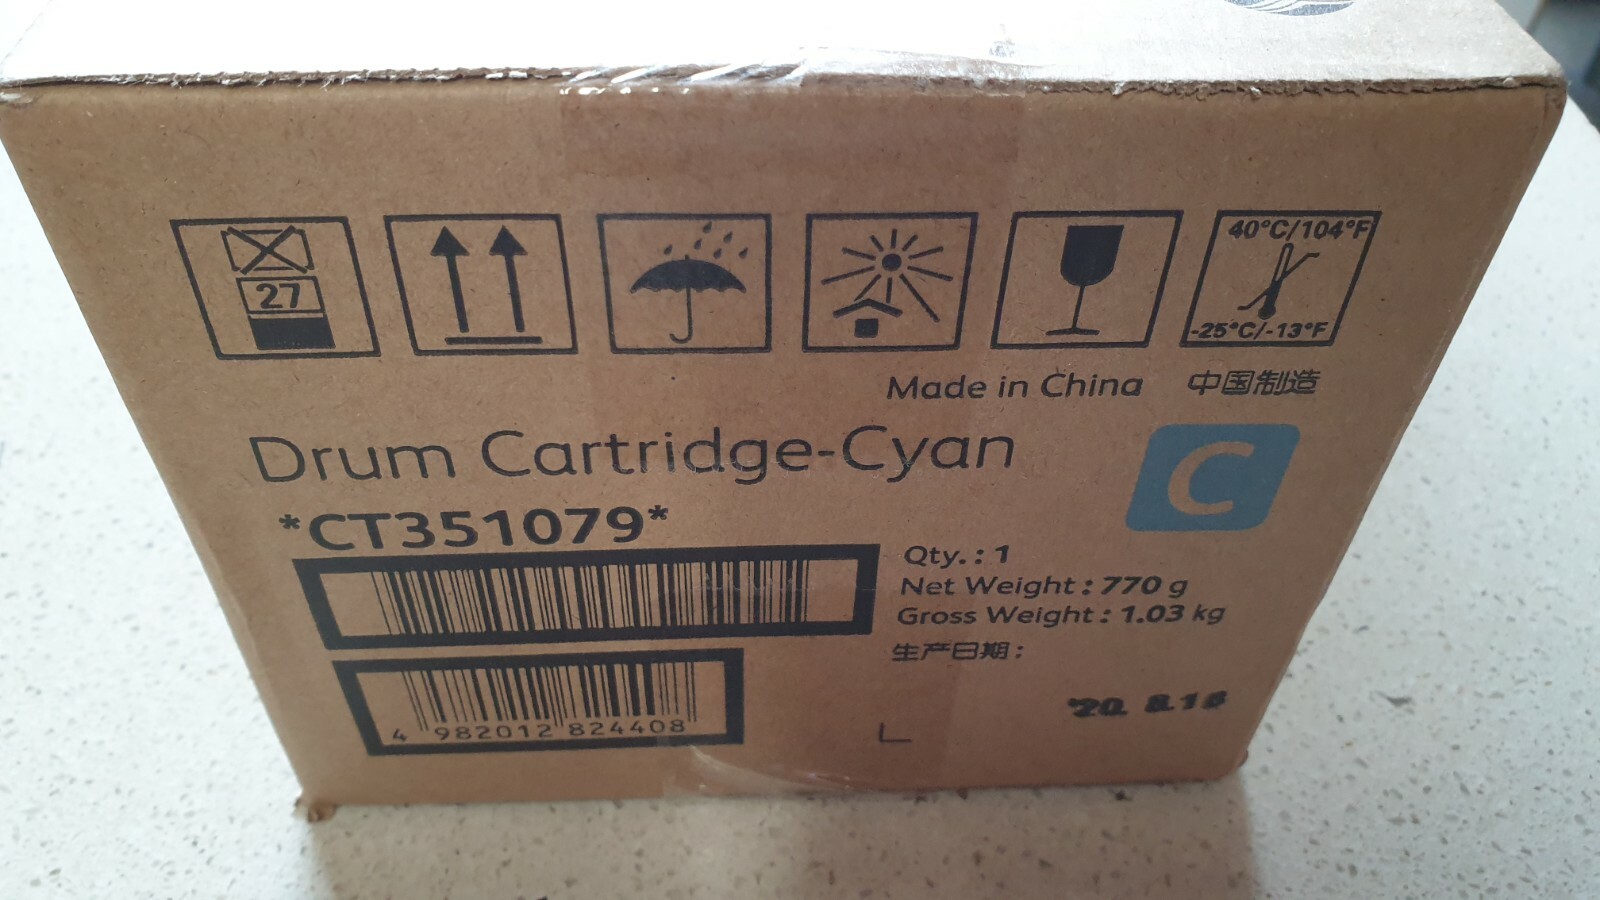 27
40°C/104°F
-25°C/-13°F
Made in China 中国制造
Drum Cartridge-Cyan
C
*CT351079*
Qty. : 1
Net Weight : 770 g
Gross Weight : 1.03 kg
生产日期 :
4 982012 824408